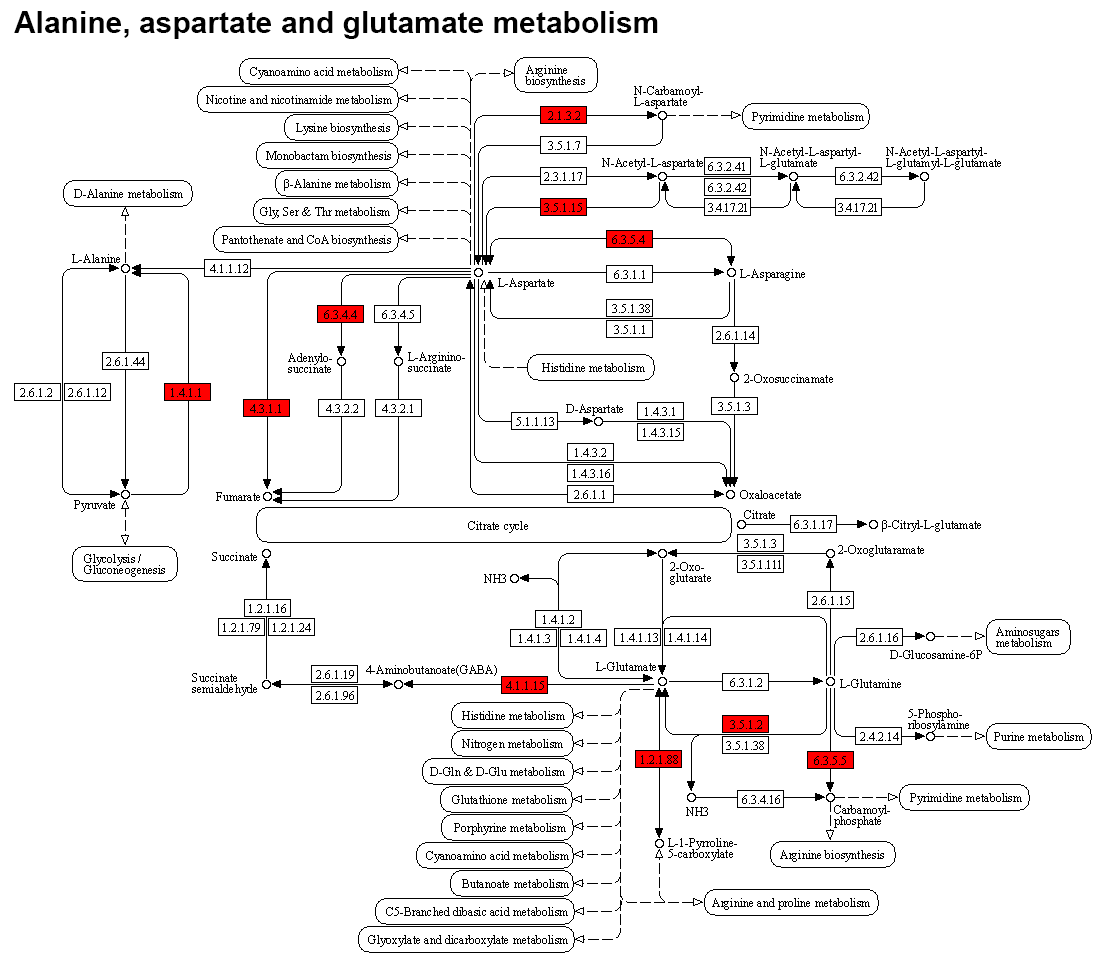 Alanine, aspartate and glutamate metabolism
Cyanoamino acid metabolism
Arginine
biosynthesis
Nicotine and nicotinamide metabolism
N-Carbamoyl-
L-aspartate
2.1.3.2
Pyrimidine metabolism
Lysine biosynthesis
3.5.1.7
Monobactam biosynthesis
N-Acetyl-L-aspartate
6.3.2.41
N-Acetyl-L-aspartyl-
L-glutamate
N-Acetyl-L-aspartyl-
L-glutamyl-L-glutamate
2.3.1.17
6.3.2.42
6.3.2.42
β-Alanine metabolism
D-Alanine metabolism
3.5.1.15
3.4.17.21
3.4.17.21
Gly, Ser & Thr metabolism
Pantothenate and CoA biosynthesis
6.3.5.4
L-Alanine
4.1.1.12
L-Aspartate
6.3.1.1
L-Asparagine
6.3.4.4
6.3.4.5
3.5.1.38
3.5.1.1
2.6.1.14
Adenylo-
succinate
L-Arginino-
succinate
2.6.1.44
Histidine metabolism
2-Oxosuccinamate
2.6.1.2
2.6.1.12
1.4.1.1
4.3.1.1
4.3.2.2
4.3.2.1
5.1.1.13
D-Aspartate
1.4.3.1
1.4.3.15
3.5.1.3
1.4.3.2
1.4.3.16
2.6.1.1
Pyruvate
Fumarate
Oxaloacetate
Citrate cycle
Citrate
6.3.1.17
β-Citryl-L-glutamate
Glycolysis /
Gluconeogenesis
Succinate
2-Oxo-
glutarate
3.5.1.3
3.5.1.111
2-Oxoglutaramate
NH3
1.2.1.16
1.2.1.79
1.2.1.24
1.4.1.2
1.4.1.3
1.4.1.4
1.4.1.13
1.4.1.14
2.6.1.15
2.6.1.16
Aminosugars
metabolism
D-Glucosamine-6P
Succinate
semialdehyde
2.6.1.19
2.6.1.96
4-Aminobutanoate(GABA)
4.1.1.15
L-Glutamate
6.3.1.2
L-Glutamine
Histidine metabolism
3.5.1.2
3.5.1.38
5-Phospho-
ribosylamine
2.4.2.14
Purine metabolism
Nitrogen metabolism
1.2.1.88
6.3.5.5
D-Gln & D-Glu metabolism
Glutathione metabolism
NH3
6.3.4.16
Carbamoyl-
phosphate
Pyrimidine metabolism
Porphyrine metabolism
Cyanoamino acid metabolism
L-1-Pyrroline-
5-carboxylate
Arginine biosynthesis
Butanoate metabolism
C5-Branched dibasic acid metabolism
Arginine and proline metabolism
Glyoxylate and dicarboxylate metabolism